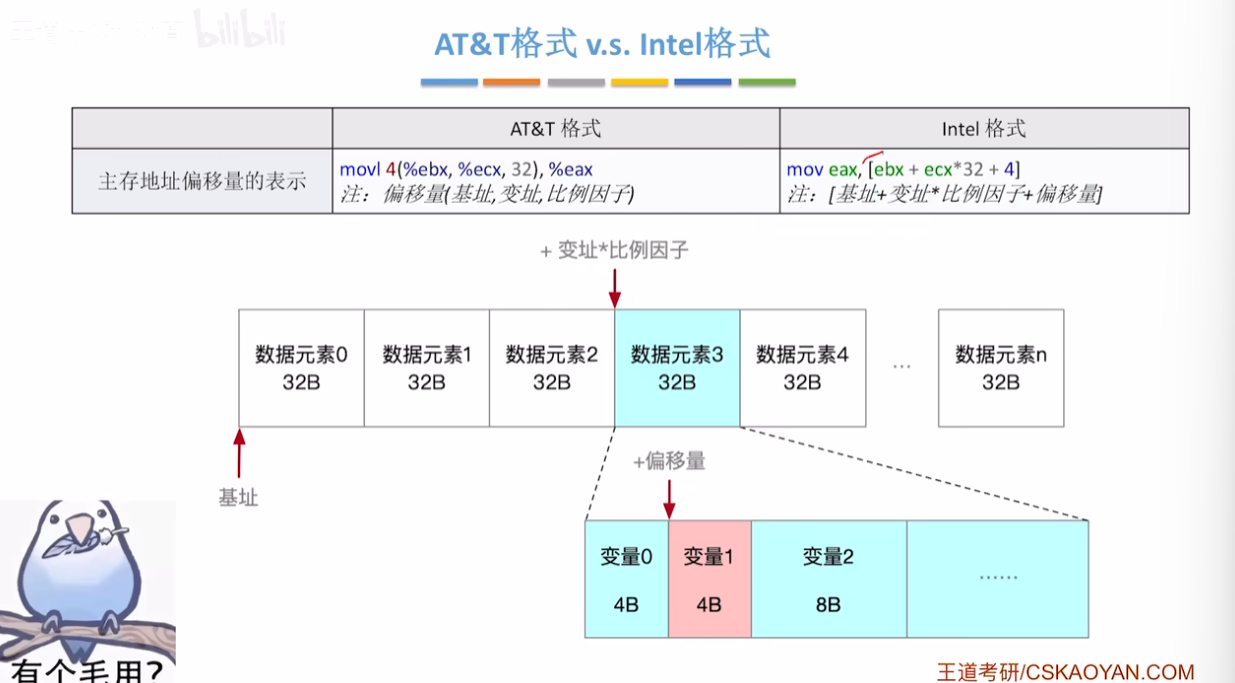 bilibili
AT&T格式 v.s. Intel格式
AT&T 格式
Intel 格式
主存地址偏移量的表示
movl 4(%ebx, %ecx, 32), %eax
注：偏移量(基址,变址,比例因子)
mov eax, [ebx + ecx*32 + 4]
注：[基址+变址*比例因子+偏移量]
+ 变址*比例因子
数据元素0
32B
数据元素1
32B
数据元素2
32B
数据元素3
32B
数据元素4
32B
...
数据元素n
32B
基址
+偏移量
变量0
4B
变量1
4B
变量2
8B
......
有个毛用?
王道考研/CSKAOYAN.COM